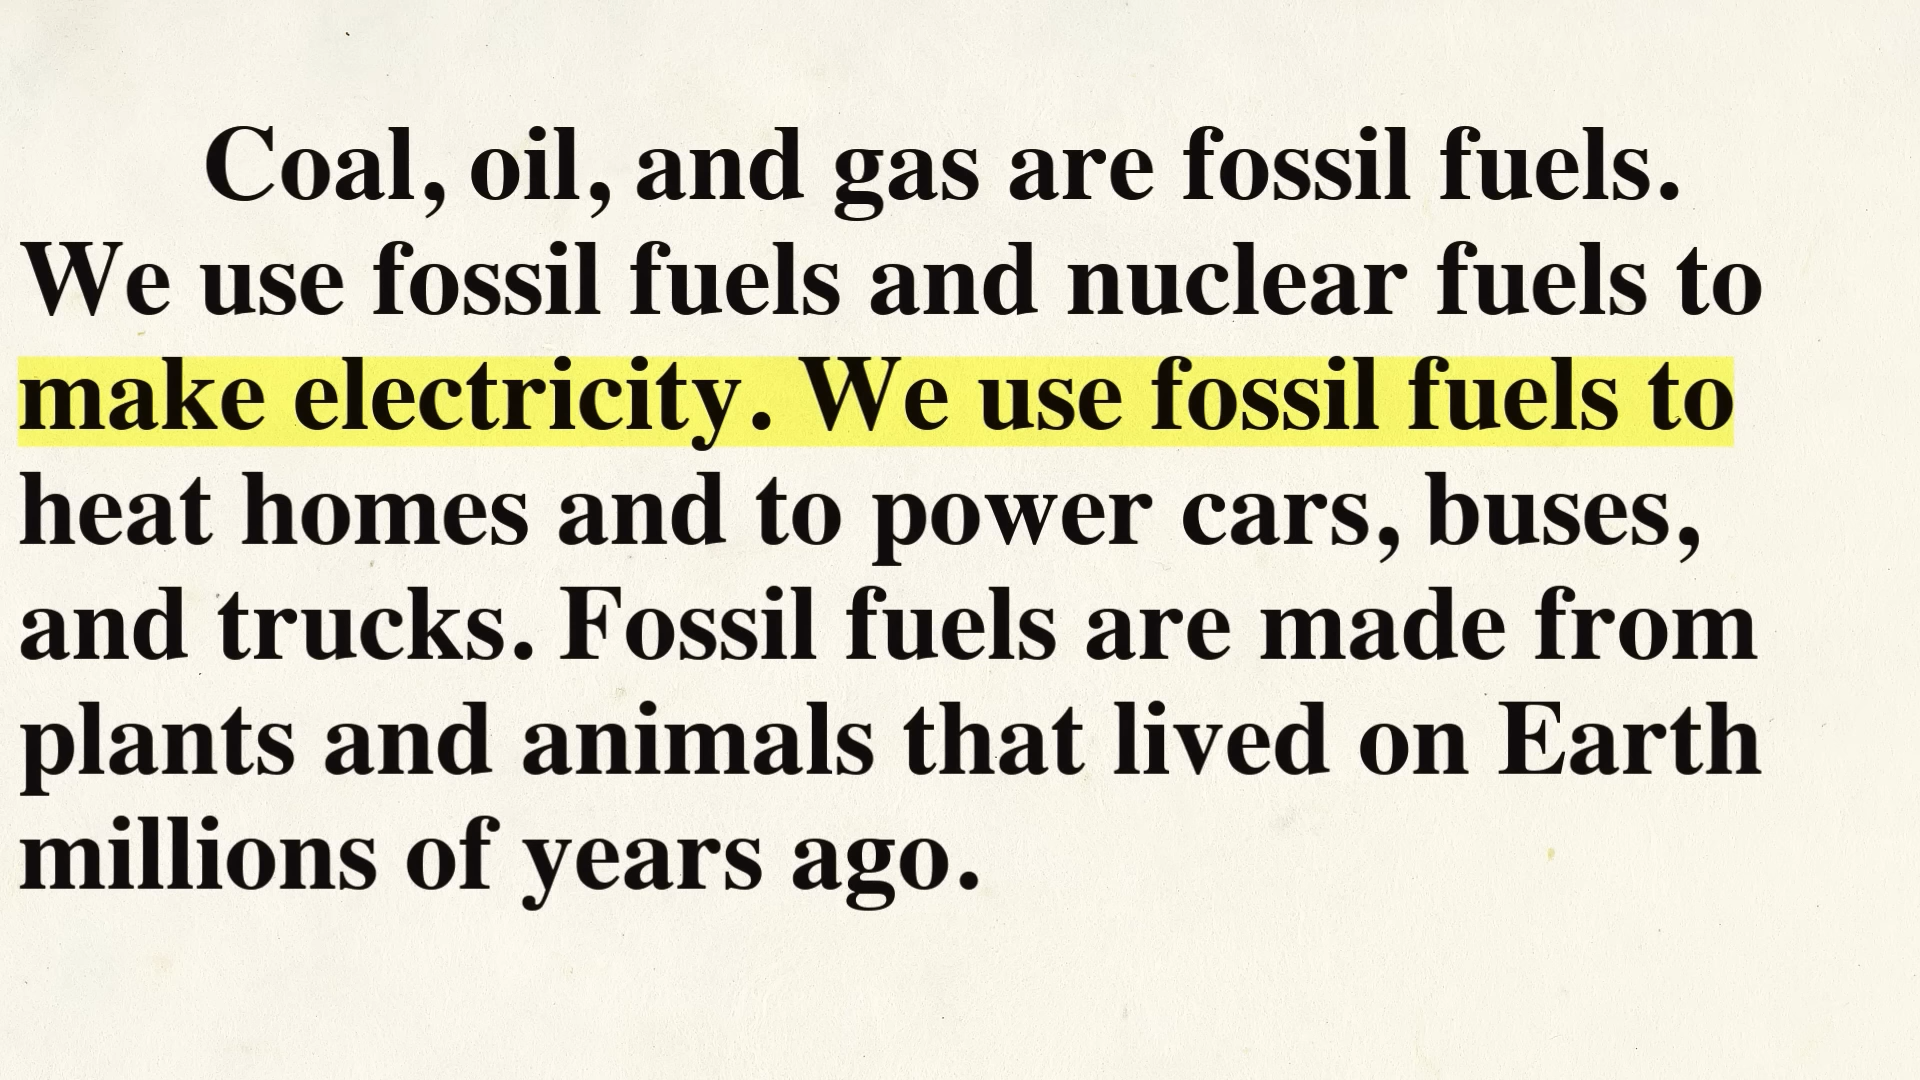 Coal, oil, and gas are fossil fuels.
We use fossil fuels and nuclear fuels to
make electricity. We use fossil fuels to
heat homes and to power cars, buses,
and trucks. Fossil fuels are made from
plants and animals that lived on Earth
millions of years ago.